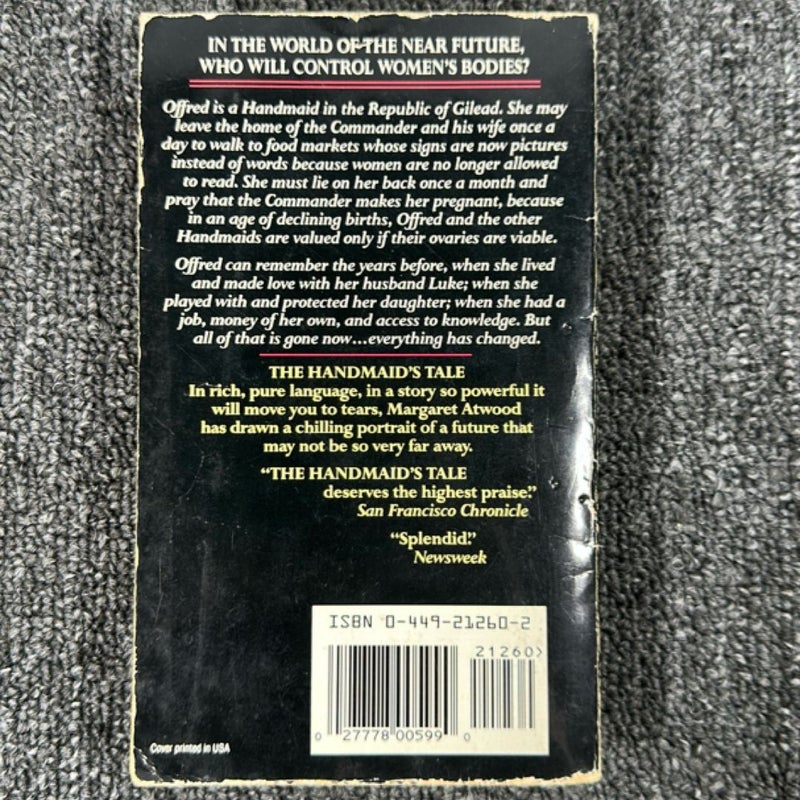 IN THE WORLD OF THE NEAR FUTURE,
WHO WILL CONTROL WOMEN'S BODIES?
Offred is a Handmaid in the Republic of Gilead. She may
leave the home of the Commander and his wife once a
day to walk to food markets whose signs are now pictures
instead of words because women are no longer allowed
to read. She must lie on her back once a month and
pray that the Commander makes her pregnant, because
in an age of declining births, Offred and the other
Handmaids are valued only if their ovaries are viable.
Offred can remember the years before, when she lived
and made love with her husband Luke; when she
played with and protected her daughter; when she had a
job, money of her own, and access to knowledge. But
all of that is gone now...everything has changed.
THE HANDMAID'S TALE
In rich, pure language, in a story so powerful it
will move you to tears, Margaret Atwood
has drawn a chilling portrait of a future that
may not be so very far away.
"THE HANDMAID'S TALE
deserves the highest praise."
San Francisco Chronicle
"Splendid."
Newsweek
ISBN 0-449-21260-2
21260>
0 27778 00599 0
Cover printed in USA